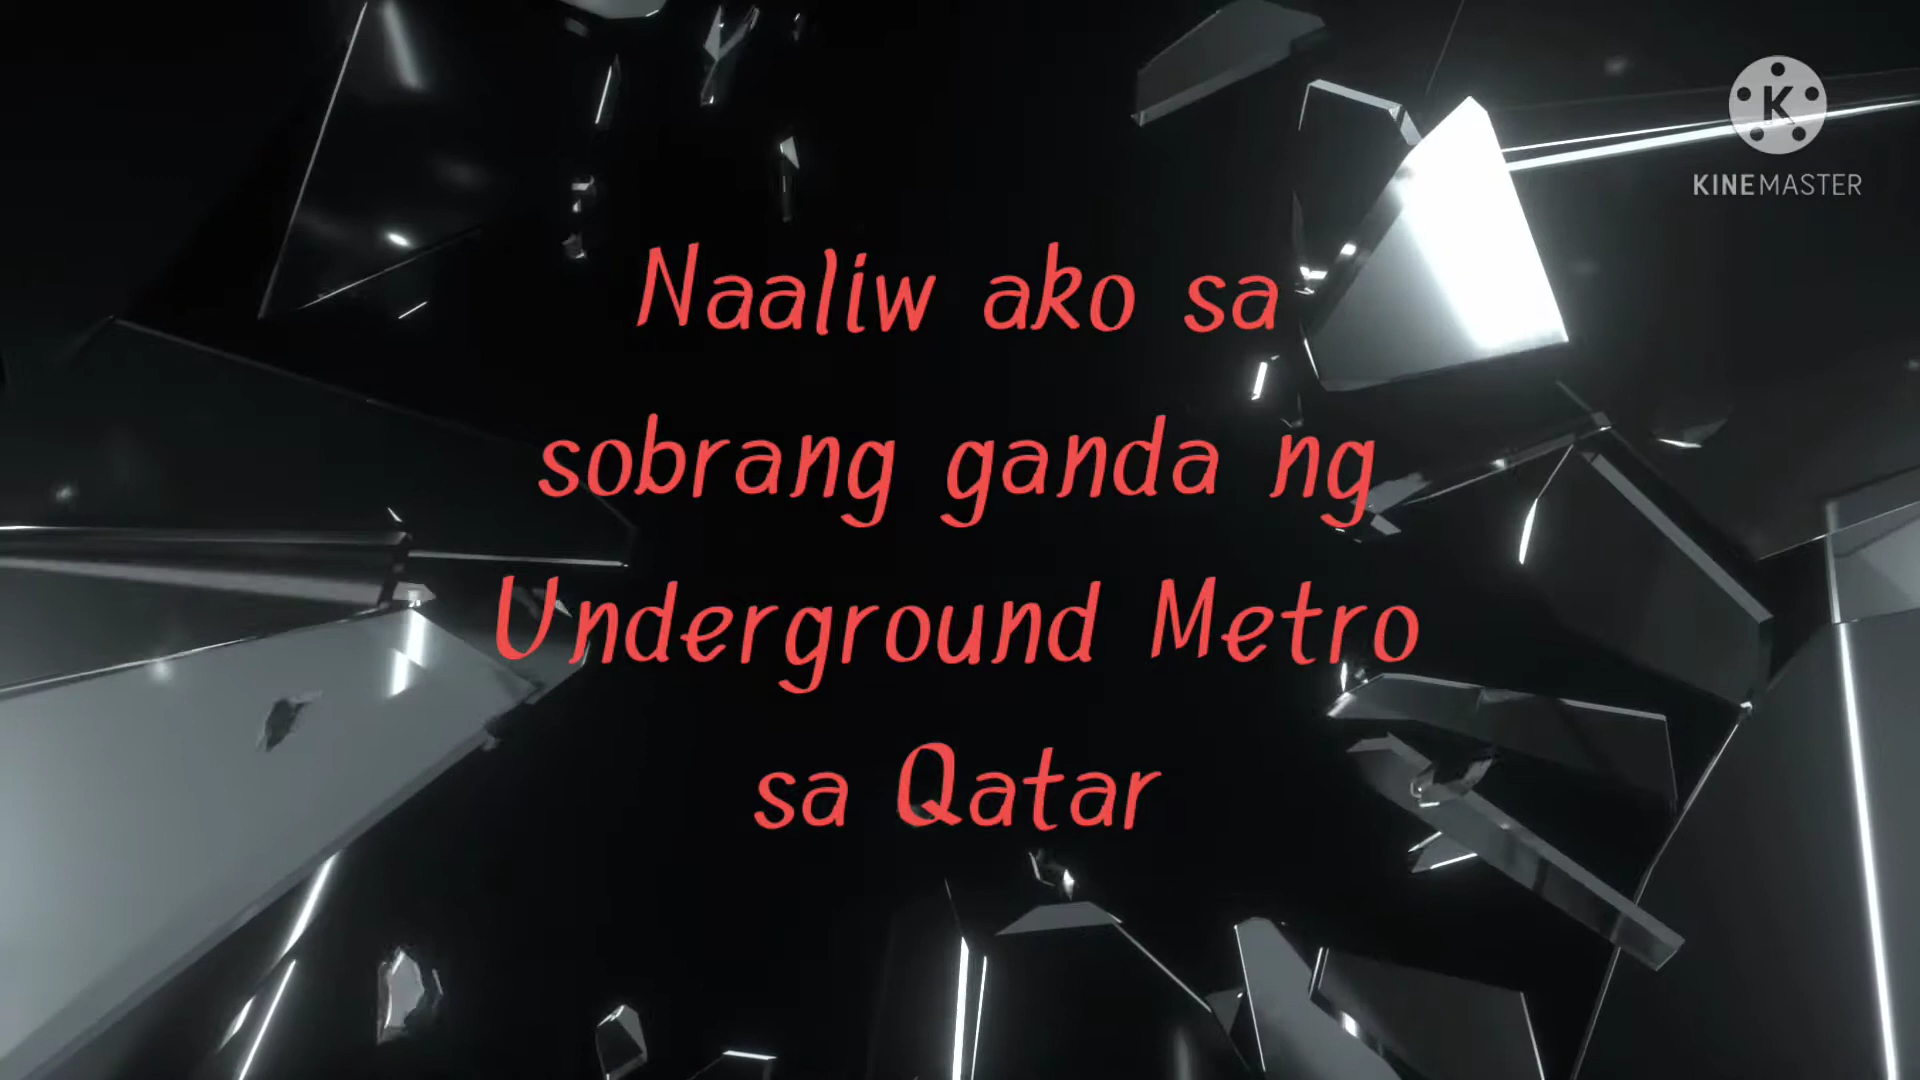 K
KINEMASTER
Naaliw ako sa
sobrang ganda ng
Underground Metro
sa Qatar